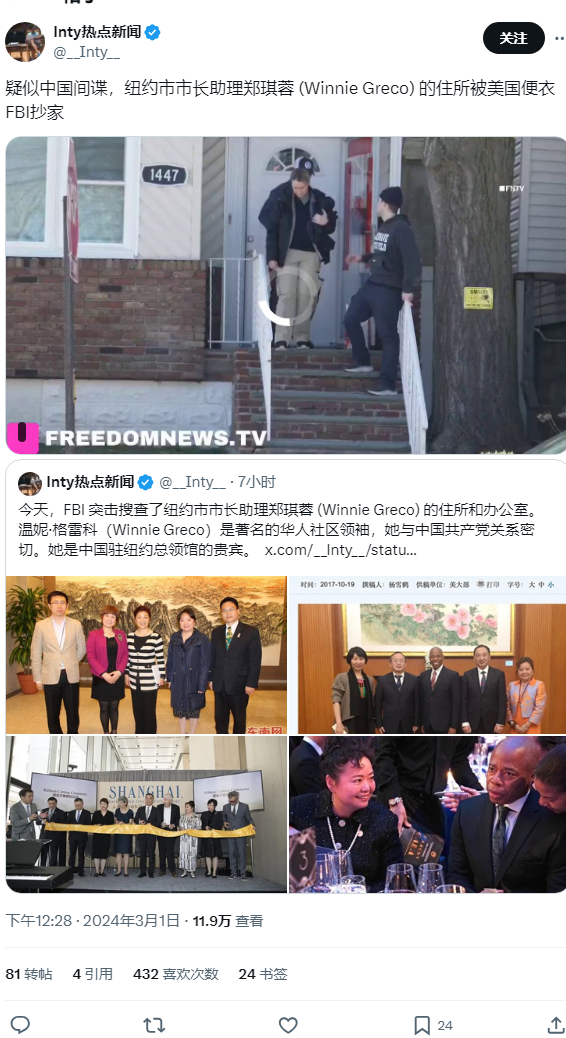 Inty热点新闻
@__Inty__
关注
疑似中国间谍，纽约市市长助理郑琪蓉 (Winnie Greco) 的住所被美国便衣
FBI抄家
1447
FNTV
FREEDOMNEWS.TV
Inty热点新闻 @__Inty__ · 7小时
今天，FBI 突击搜查了纽约市市长助理郑琪蓉 (Winnie Greco) 的住所和办公室。
温妮·格雷科（Winnie Greco）是著名的华人社区领袖，她与中国共产党关系密
切。她是中国驻纽约总领馆的贵宾。 x.com/__Inty__/statu...
时间：2017-10-19 撰稿人：杨雪鹤 供稿单位：美大部 打印 字号：大 中 小
东南网
SHANGHAI
3
下午12:28 · 2024年3月1日 · 11.9万 查看
81 转帖 4 引用 432 喜欢次数 24 书签
24